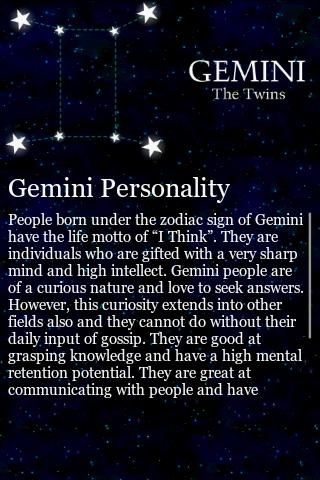 GEMINI
The Twins
Gemini Personality
People born under the zodiac sign of Gemini
have the life motto of “I Think”. They are
individuals who are gifted with a very sharp
mind and high intellect. Gemini people are
of a curious nature and love to seek answers.
However, this curiosity extends into other
fields also and they cannot do without their
daily input of gossip. They are good at
grasping knowledge and have a high mental
retention potential. They are great at
communicating with people and have